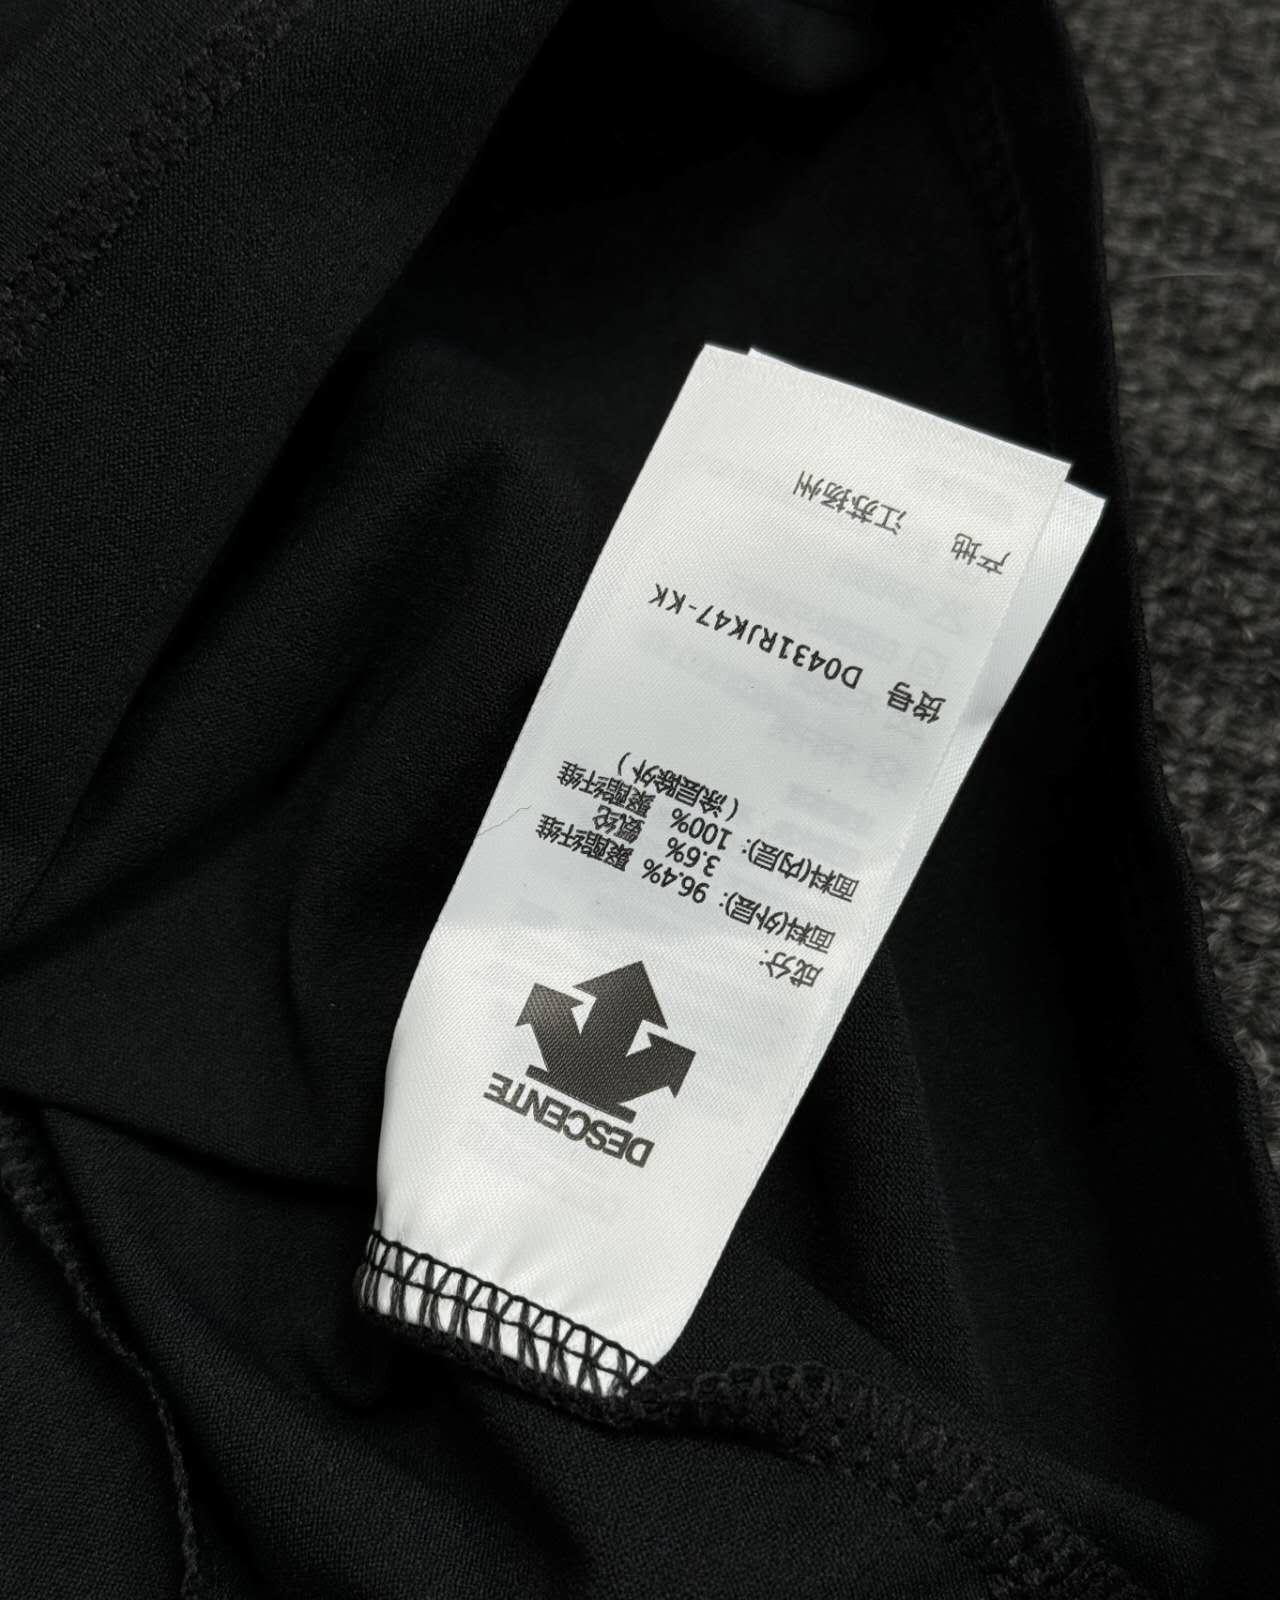 DESCENTE
成分:
面料(外层): 96.4% 聚酯纤维
3.6% 氨纶
面料(内层): 100% 聚酯纤维
(涂层除外)
货号 D0431RJK47-KK
产地 江苏扬州